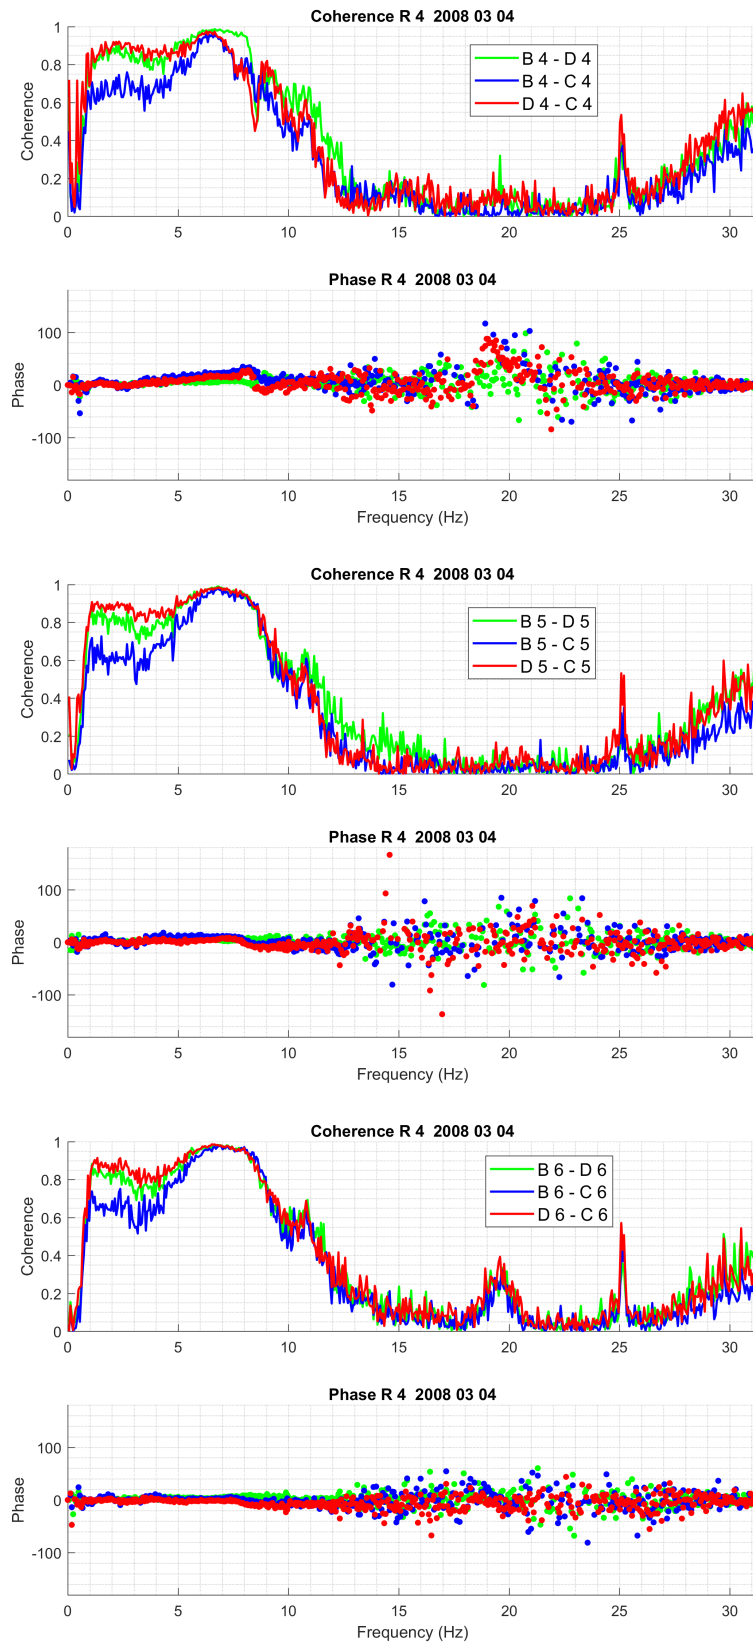 Coherence R 4 2008 03 04
1
0.8
0.6
0.4
0.2
0
Coherence
B 4 - D 4
B 4 - C 4
D 4 - C 4
0 5 10 15 20 25 30
Phase R 4 2008 03 04
100
0
-100
Phase
0 5 10 15 20 25 30
Frequency (Hz)
Coherence R 4 2008 03 04
1
0.8
0.6
0.4
0.2
0
Coherence
B 5 - D 5
B 5 - C 5
D 5 - C 5
0 5 10 15 20 25 30
Phase R 4 2008 03 04
100
0
-100
Phase
0 5 10 15 20 25 30
Frequency (Hz)
Coherence R 4 2008 03 04
1
0.8
0.6
0.4
0.2
0
Coherence
B 6 - D 6
B 6 - C 6
D 6 - C 6
0 5 10 15 20 25 30
Phase R 4 2008 03 04
100
0
-100
Phase
0 5 10 15 20 25 30
Frequency (Hz)